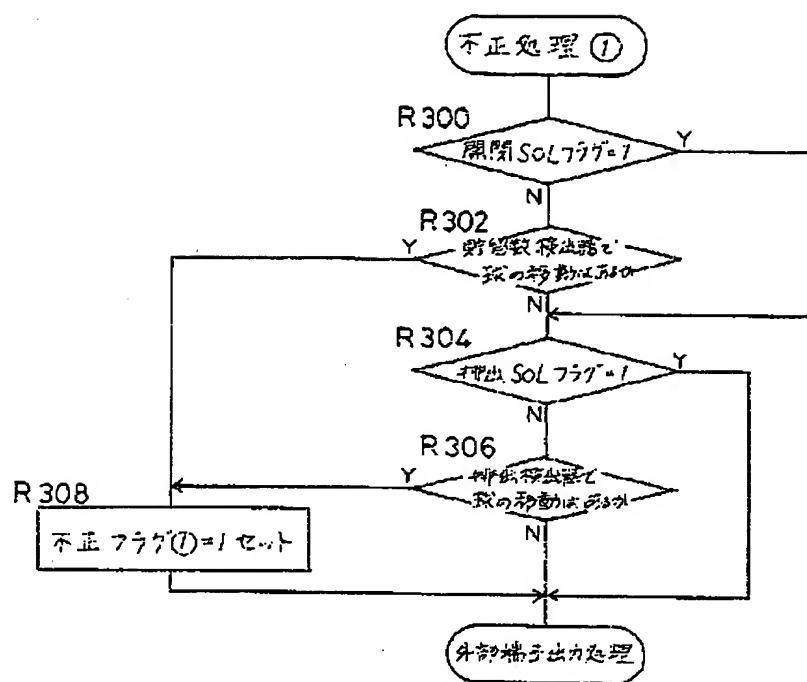 不正処理①
R300
開閉SOLフラグ=1
Y
N
R302
Y
貯留数検出器で
球の移動はあるか
N
R304
排出SOLフラグ=1
Y
N
R306
Y
排出検出器で
球の移動はあるか
R308
不正フラグ①=1セット
N
外部端子出力処理